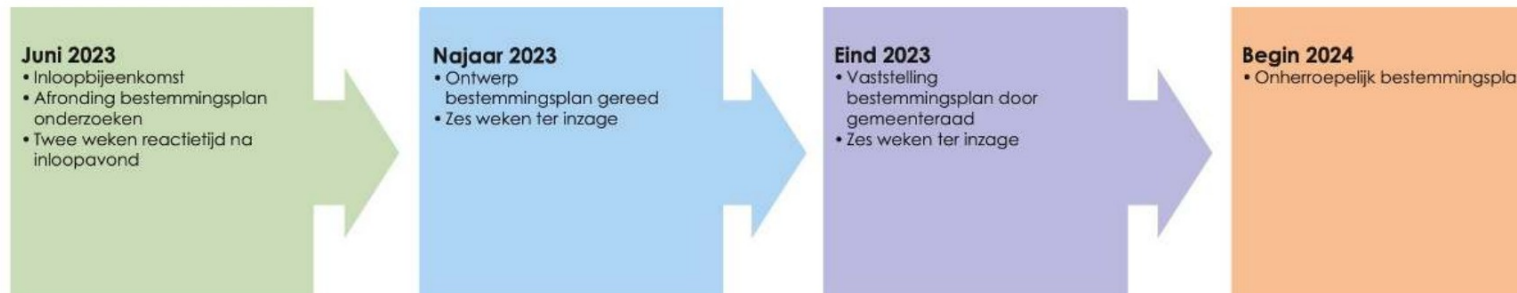 Juni 2023
• Inloopbijeenkomst
• Afronding bestemmingsplan
onderzoeken
• Twee weken reactietijd na
inloopavond
Najaar 2023
• Ontwerp
bestemmingsplan gereed
• Zes weken ter inzage
Eind 2023
• Vaststelling
bestemmingsplan door
gemeenteraad
• Zes weken ter inzage
Begin 2024
• Onherroepelijk bestemmingspla